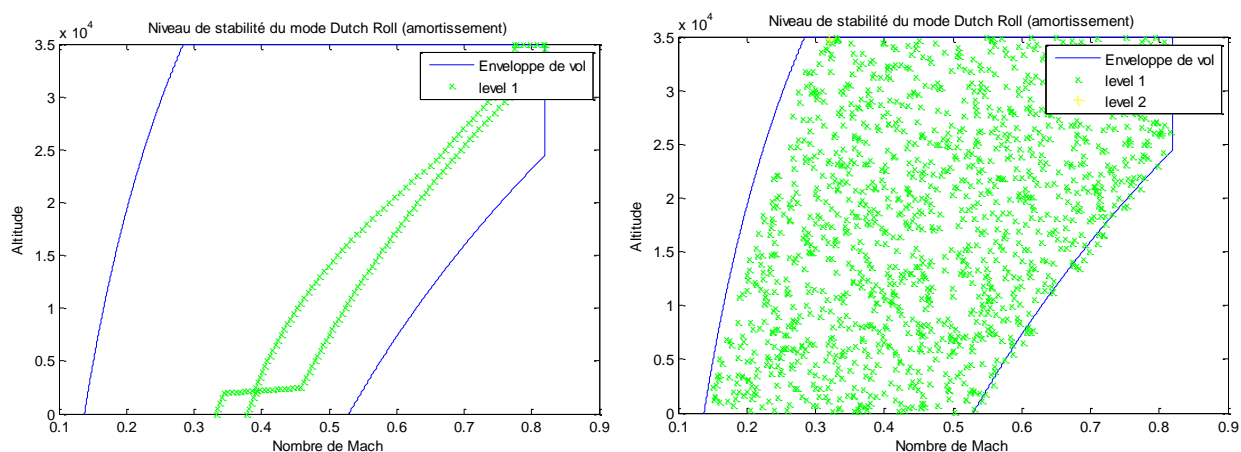 Niveau de stabilité du mode Dutch Roll (amortissement)
x 10⁴
3.5
3
2.5
2
1.5
1
0.5
0
Altitude
0.1 0.2 0.3 0.4 0.5 0.6 0.7 0.8 0.9
Nombre de Mach
Enveloppe de vol
level 1
Niveau de stabilité du mode Dutch Roll (amortissement)
x 10⁴
3.5
3
2.5
2
1.5
1
0.5
0
Altitude
0.1 0.2 0.3 0.4 0.5 0.6 0.7 0.8 0.9
Nombre de Mach
Enveloppe de vol
level 1
level 2